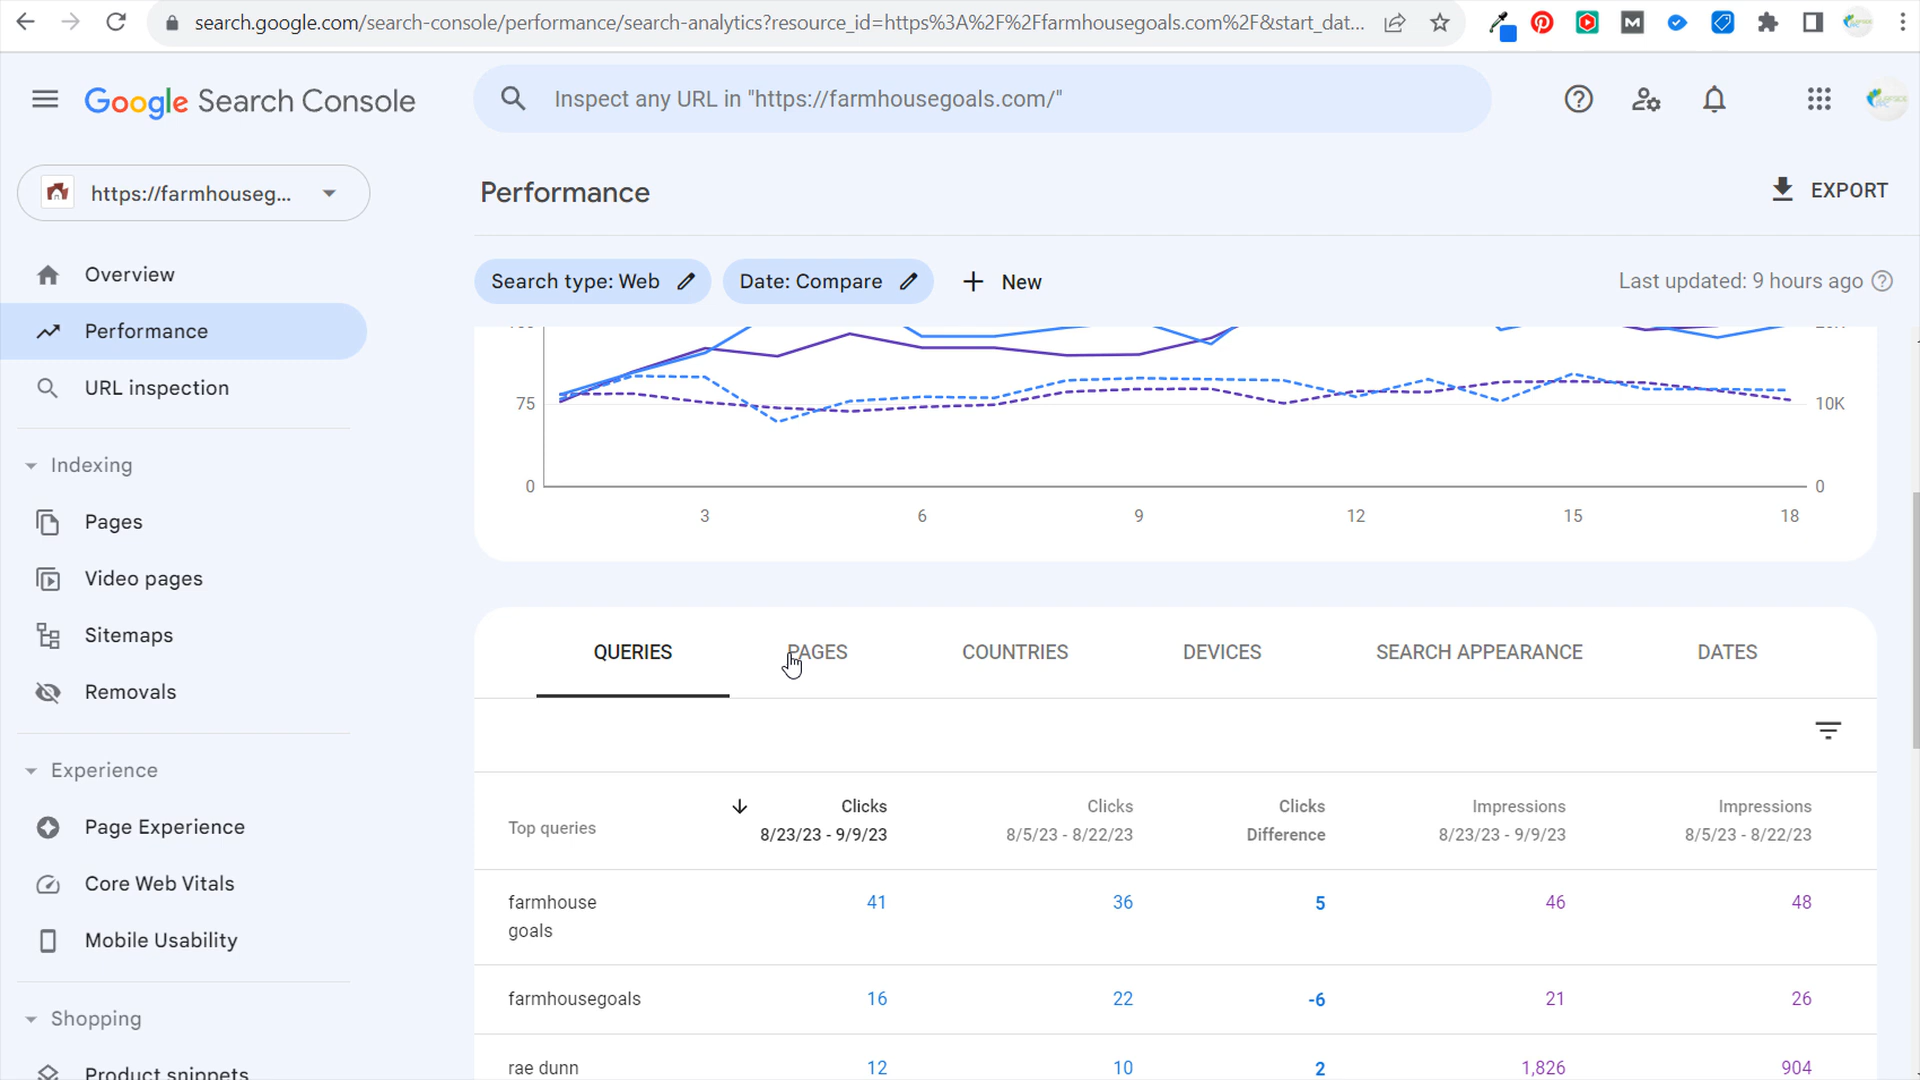 search.google.com/search-console/performance/search-analytics?resource_id=https%3A%2F%2Ffarmhousegoals.com%2F&start_dat...
Google Search Console
Inspect any URL in "https://farmhousegoals.com/"
https://farmhouseg...
Performance
EXPORT
Overview
Search type: Web
Date: Compare
New
Last updated: 9 hours ago
Performance
URL inspection
75
10K
0
0
3
6
9
12
15
18
Indexing
Pages
Video pages
Sitemaps
Removals
Experience
Page Experience
Core Web Vitals
Mobile Usability
Shopping
Product snippets
QUERIES
PAGES
COUNTRIES
DEVICES
SEARCH APPEARANCE
DATES
Top queries
Clicks
8/23/23 - 9/9/23
Clicks
8/5/23 - 8/22/23
Clicks
Difference
Impressions
8/23/23 - 9/9/23
Impressions
8/5/23 - 8/22/23
farmhouse
goals
41
36
5
46
48
farmhousegoals
16
22
-6
21
26
rae dunn
12
10
2
1,826
904